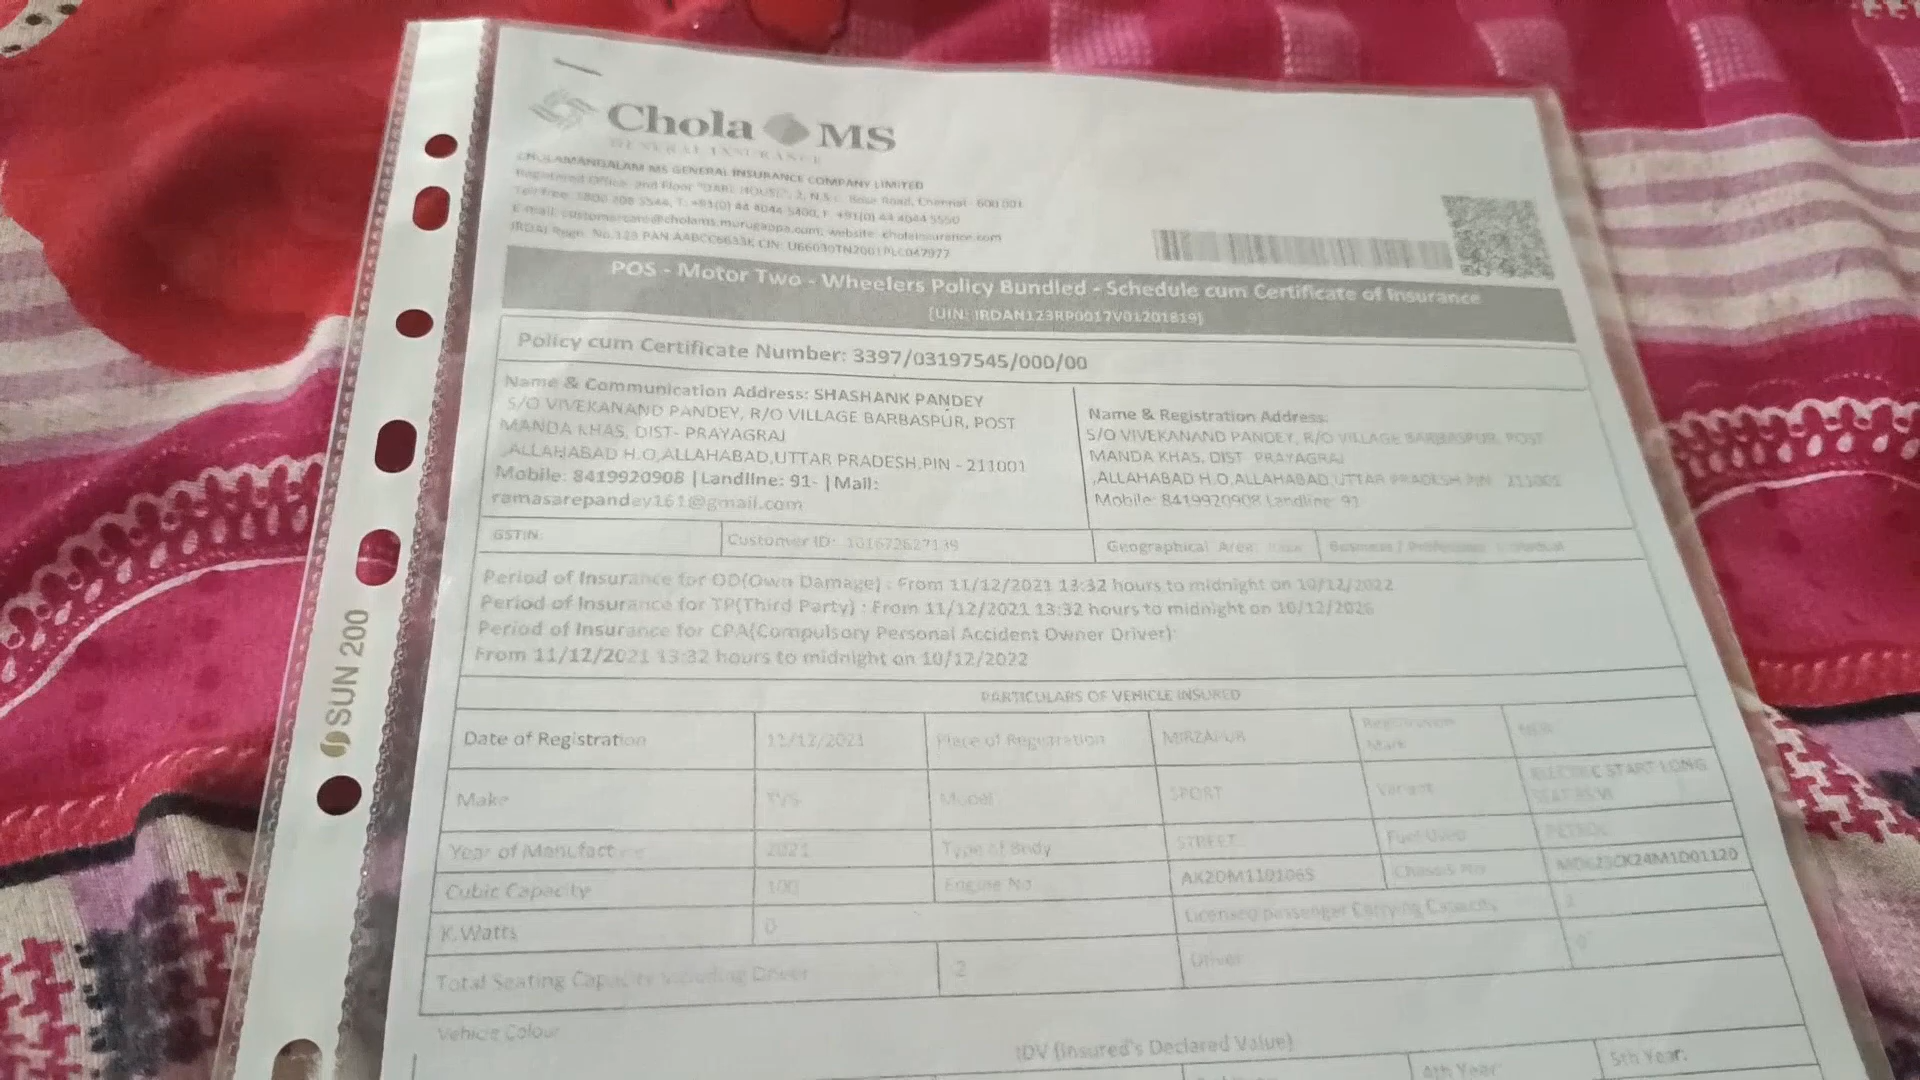 Chola MS
GENERAL INSURANCE
CHOLAMANDALAM MS GENERAL INSURANCE COMPANY LIMITED
Registered Office: 2nd Floor "DARE HOUSE", 2, N.S.C. Bose Road, Chennai - 600 001
Toll free: 1800 208 5544, T: +91(0) 44 4044 5400, F: +91(0) 44 4044 5550
E-mail: customercare@cholams.murugappa.com; website: cholainsurance.com
IRDAI Regn. No.123 PAN CIN: U66030TN2001PLC047977
POS - Motor Two - Wheelers Policy Bundled - Schedule cum Certificate of Insurance
[UIN: IRDAN123RP0017V01201819]
Policy cum Certificate Number: 3397/03197545/000/00
Name & Communication Address: SHASHANK PANDEY
S/O VIVEKANAND PANDEY, R/O VILLAGE BARBASPUR, POST
MANDA KHAS, DIST- PRAYAGRAJ
,ALLAHABAD H.O,ALLAHABAD,UTTAR PRADESH,PIN - 211001
Mobile: 8419920908 |Landline: 91- |Mail:
ramasarepandey161@gmail.com
Name & Registration Address:
S/O VIVEKANAND PANDEY, R/O VILLAGE BARBASPUR, POST
MANDA KHAS, DIST- PRAYAGRAJ
,ALLAHABAD H.O,ALLAHABAD,UTTAR PRADESH,PIN 211001
Mobile: 8419920908 Landline: 91
GSTIN: Customer ID: 101672627139 Geographical Area: Business / Profession:
Period of Insurance for OD(Own Damage) : From 11/12/2021 13:32 hours to midnight on 10/12/2022
Period of Insurance for TP(Third Party) : From 11/12/2021 13:32 hours to midnight on 10/12/2026
Period of Insurance for CPA(Compulsory Personal Accident Owner Driver):
From 11/12/2021 13:32 hours to midnight on 10/12/2022
PARTICULARS OF VEHICLE INSURED
Date of Registration 11/12/2021 Place of Registration MIRZAPUR Registration Mark NEW
Make TVS Model SPORT Variant ELECTRIC START LONG SEAT
Year of Manufacture 2021 Type of Body STREET Fuel Used PETROL
Cubic Capacity 100 Engine No Chassis No
K.Watts 0 Licensed passenger Carrying Capacity 2
Total Seating Capacity Including Driver 2 Other 0
Vehicle Colour
IDV (Insured's Declared Value)
4th Year 5th Year
SUN 200